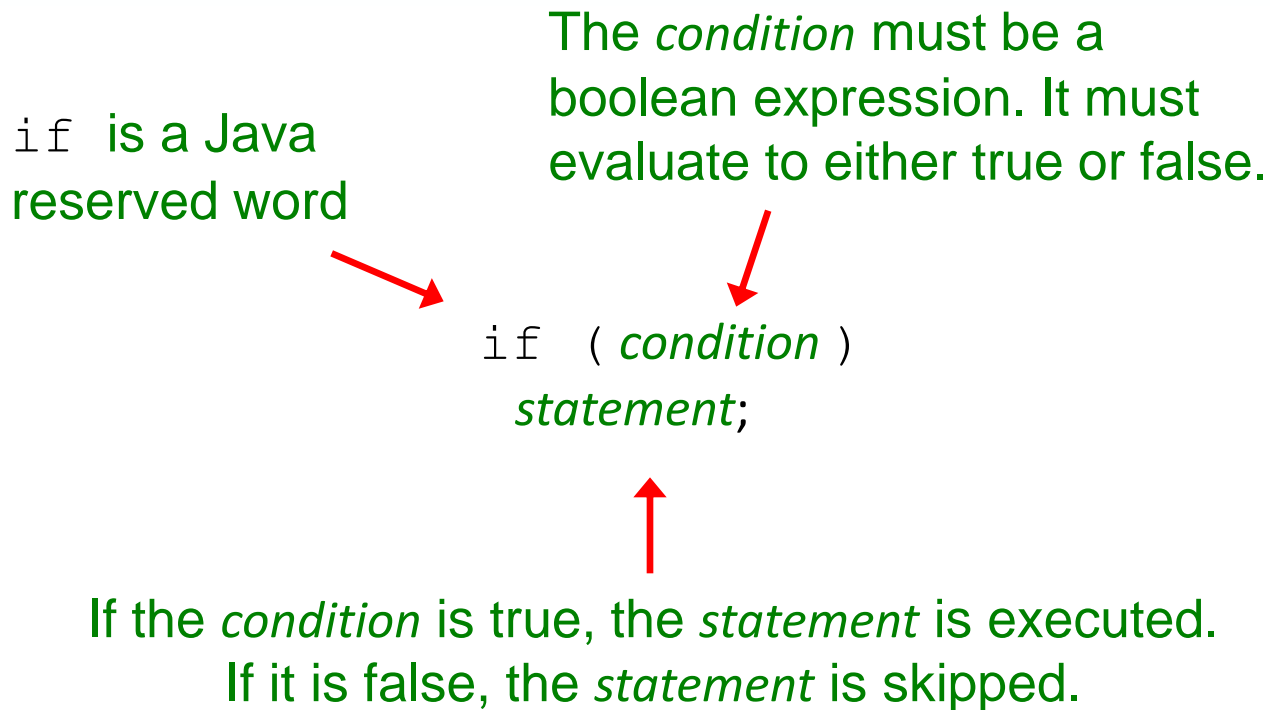 The condition must be a
boolean expression. It must
evaluate to either true or false.
if is a Java
reserved word
if ( condition )
statement;
If the condition is true, the statement is executed.
If it is false, the statement is skipped.